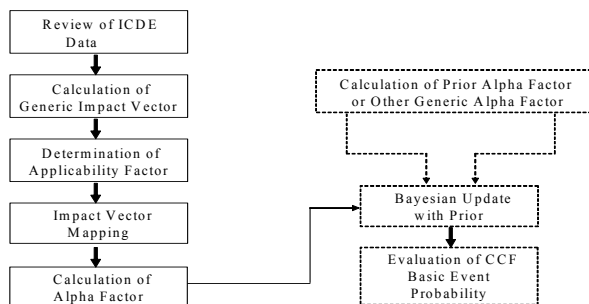 Review of ICDE
Data
Calculation of
Generic Impact Vector
Determination of
Applicability Factor
Impact Vector
Mapping
Calculation of
Alpha Factor
Calculation of Prior Alpha Factor
or Other Generic Alpha Factor
Bayesian Update
with Prior
Evaluation of CCF
Basic Event
Probability